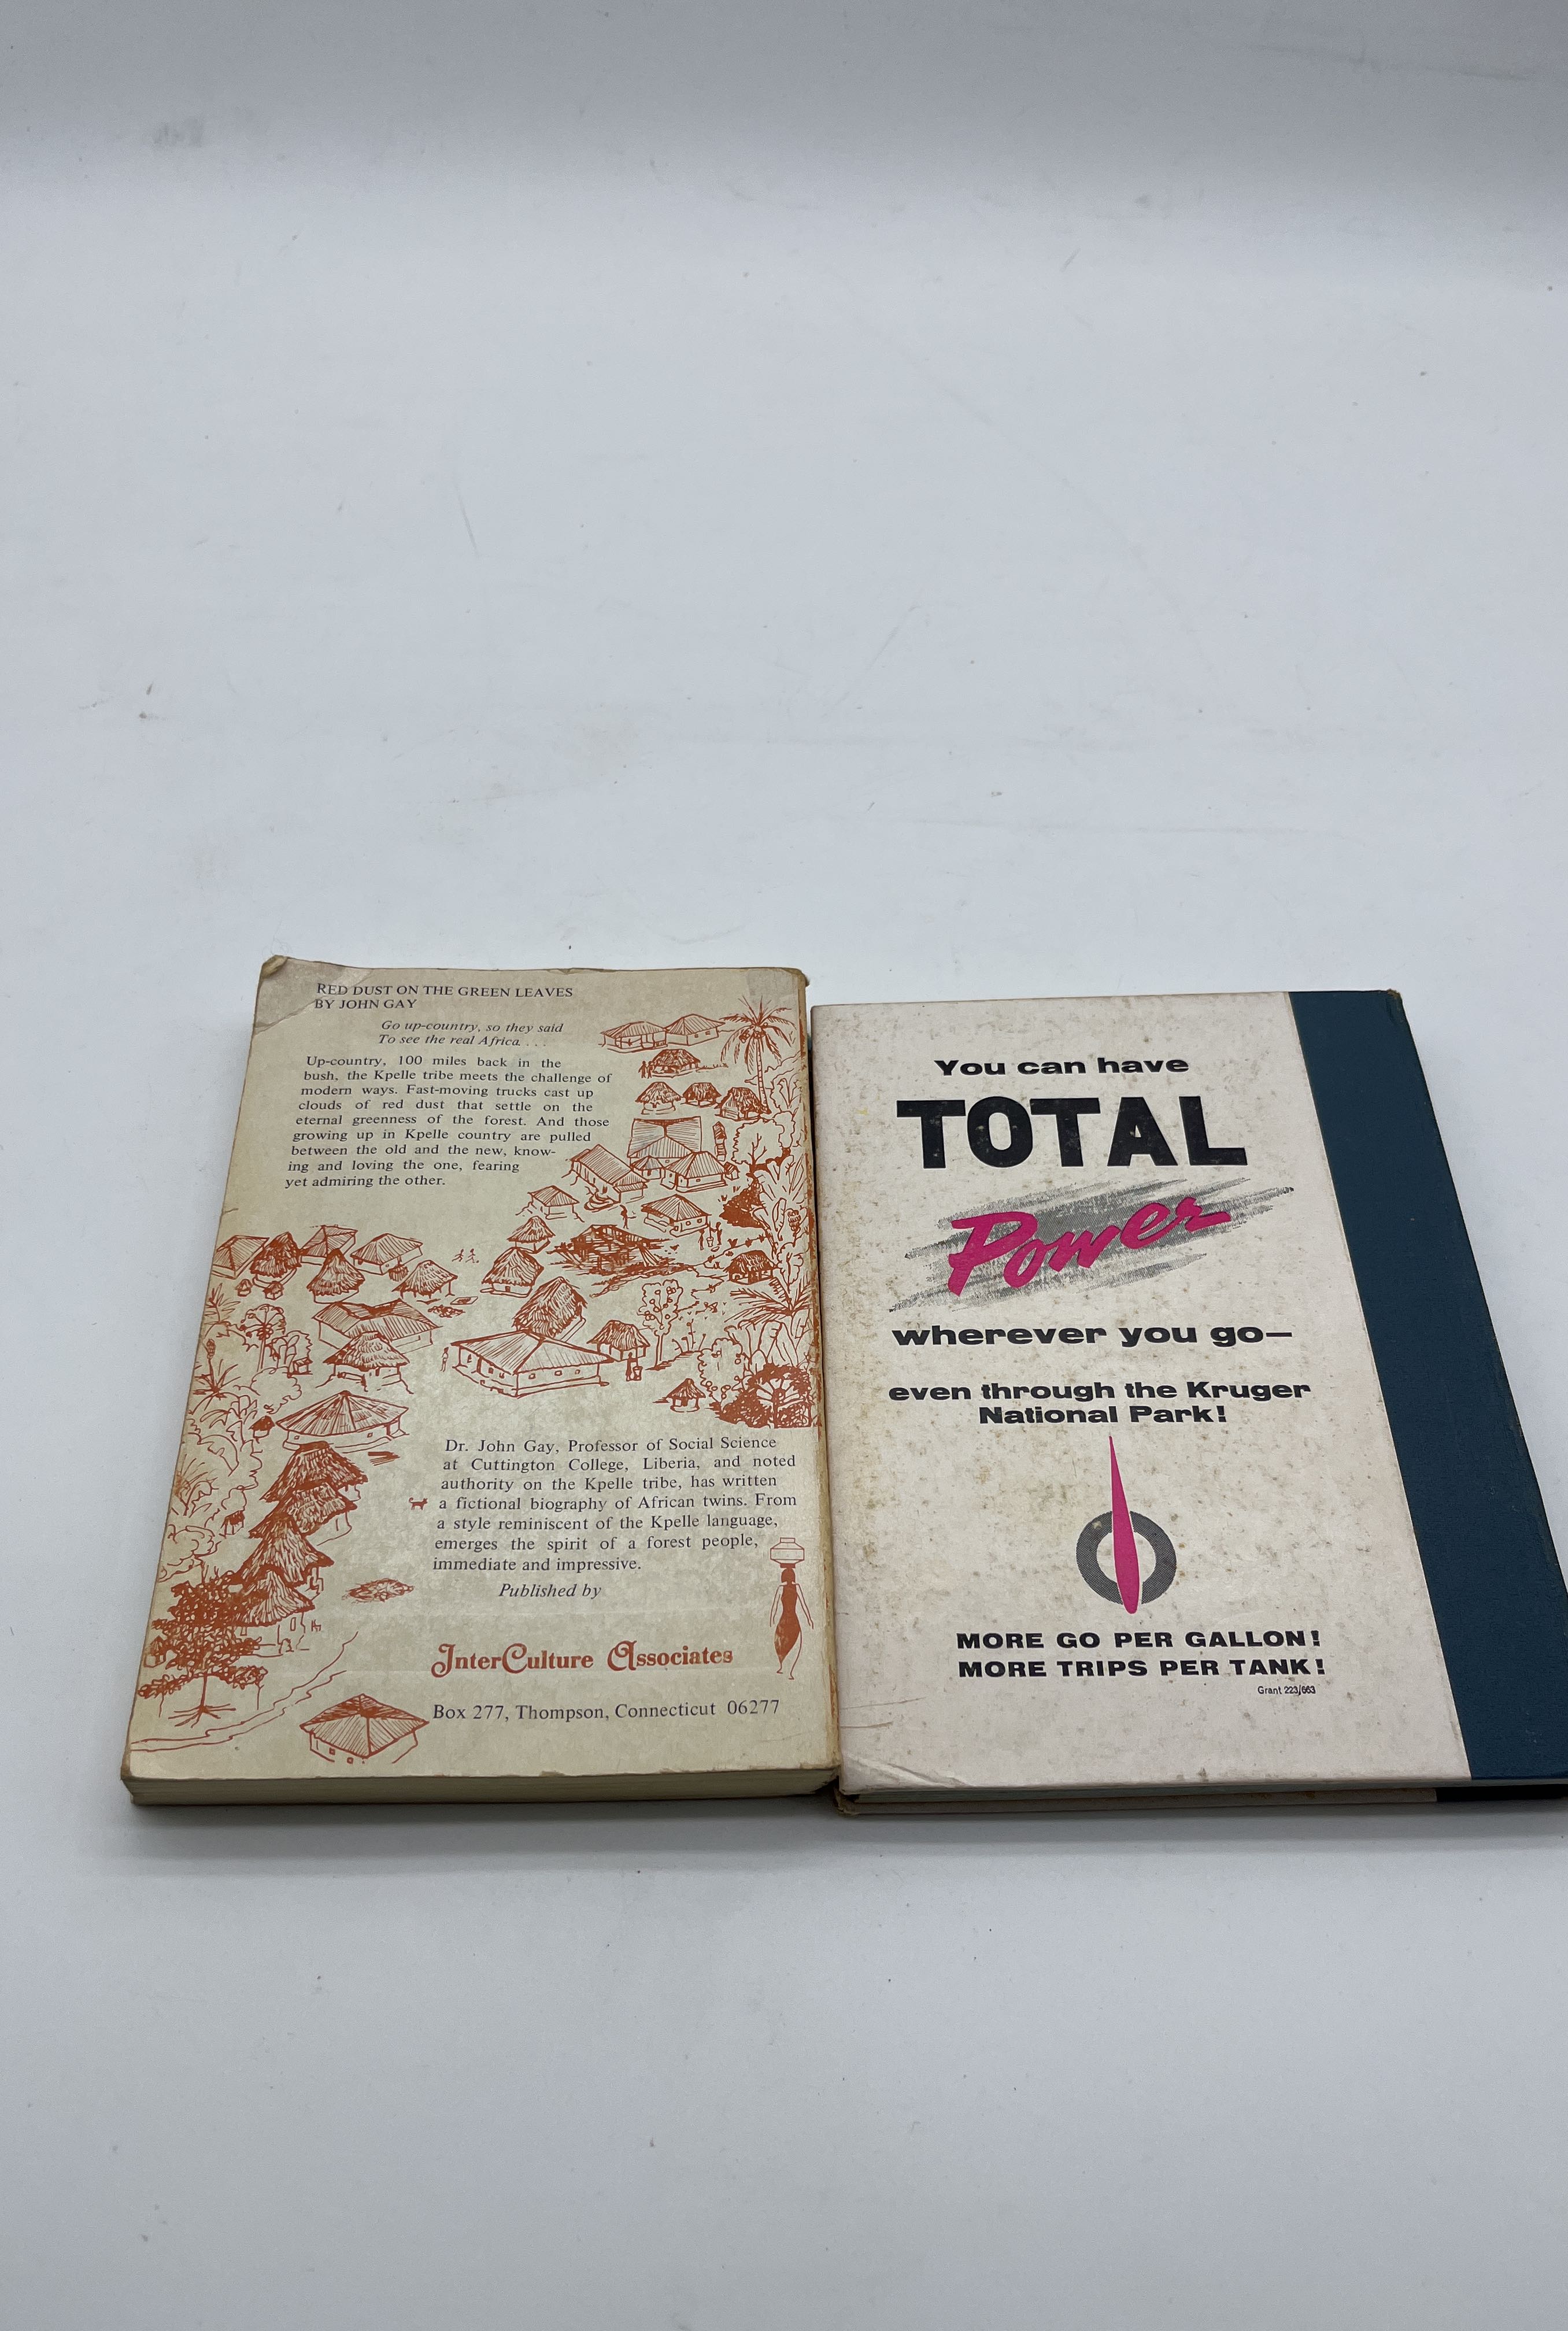 RED DUST ON THE GREEN LEAVES
BY JOHN GAY
Go up-country, so they said
To see the real Africa. . . .
Up-country, 100 miles back in the
bush, the Kpelle tribe meets the challenge of
modern ways. Fast-moving trucks cast up
clouds of red dust that settle on the
eternal greenness of the forest. And those
growing up in Kpelle country are pulled
between the old and the new, know-
ing and loving the one, fearing
yet admiring the other.
Dr. John Gay, Professor of Social Science
at Cuttington College, Liberia, and noted
authority on the Kpelle tribe, has written
a fictional biography of African twins. From
a style reminiscent of the Kpelle language,
emerges the spirit of a forest people,
immediate and impressive.
Published by
InterCulture Associates
Box 277, Thompson, Connecticut 06277
You can have
TOTAL
Power
wherever you go—
even through the Kruger
National Park!
MORE GO PER GALLON!
MORE TRIPS PER TANK!
Grant 223/663